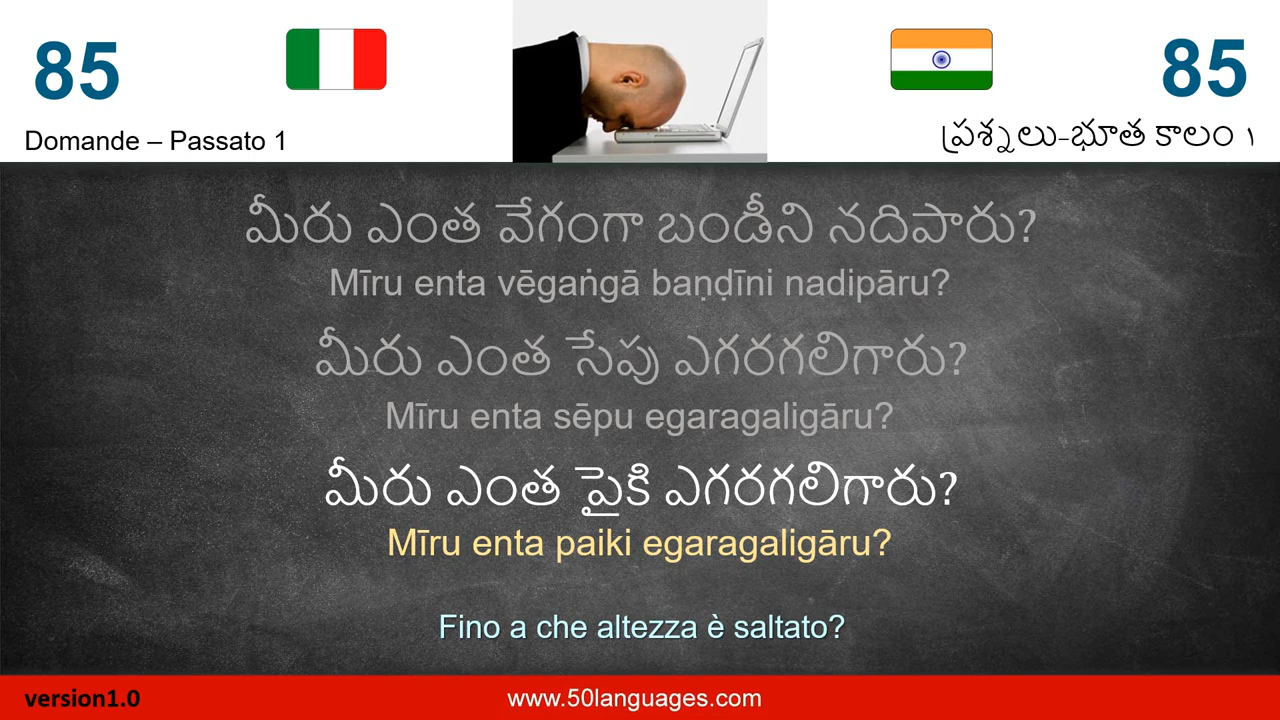 85
85
Domande – Passato 1
ప్రశ్నలు-భూత కాలం ౧
మీరు ఎంత వేగంగా బండీని నదిపారు?
Mīru enta vēgaṅgā baṇḍīni nadipāru?
మీరు ఎంత సేపు ఎగరగలిగారు?
Mīru enta sēpu egaragaligāru?
మీరు ఎంత పైకి ఎగరగలిగారు?
Mīru enta paiki egaragaligāru?
Fino a che altezza è saltato?
version1.0
www.50languages.com